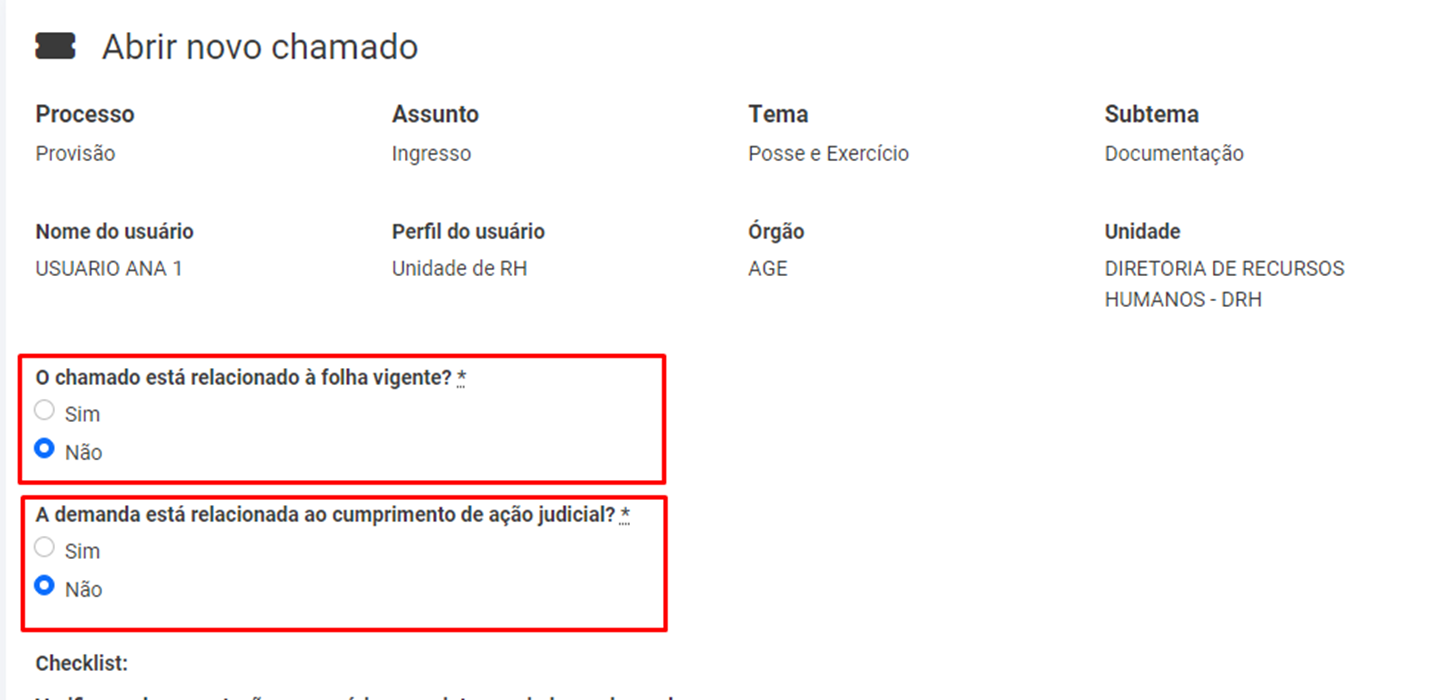 Abrir novo chamado
Processo Assunto Tema Subtema
Provisão Ingresso Posse e Exercício Documentação
Nome do usuário Perfil do usuário Órgão Unidade
USUARIO ANA 1 Unidade de RH AGE DIRETORIA DE RECURSOS
HUMANOS - DRH
O chamado está relacionado à folha vigente? *
Sim
Não
A demanda está relacionada ao cumprimento de ação judicial? *
Sim
Não
Checklist: